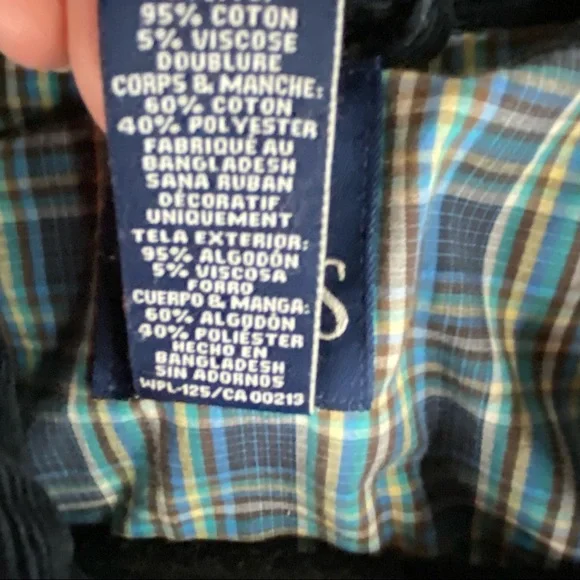 95% COTON
5% VISCOSE
DOUBLURE
CORPS & MANCHE:
60% COTON
40% POLYESTER
FABRIQUÉ AU
BANGLADESH
SANA RUBAN
DÉCORATIF
UNIQUEMENT
TELA EXTERIOR:
95% ALGODÓN
5% VISCOSA
FORRO
CUERPO & MANGA:
60% ALGODÓN
40% POLIÉSTER
HECHO EN
BANGLADESH
SIN ADORNOS
WPL-125/CA 00213
S